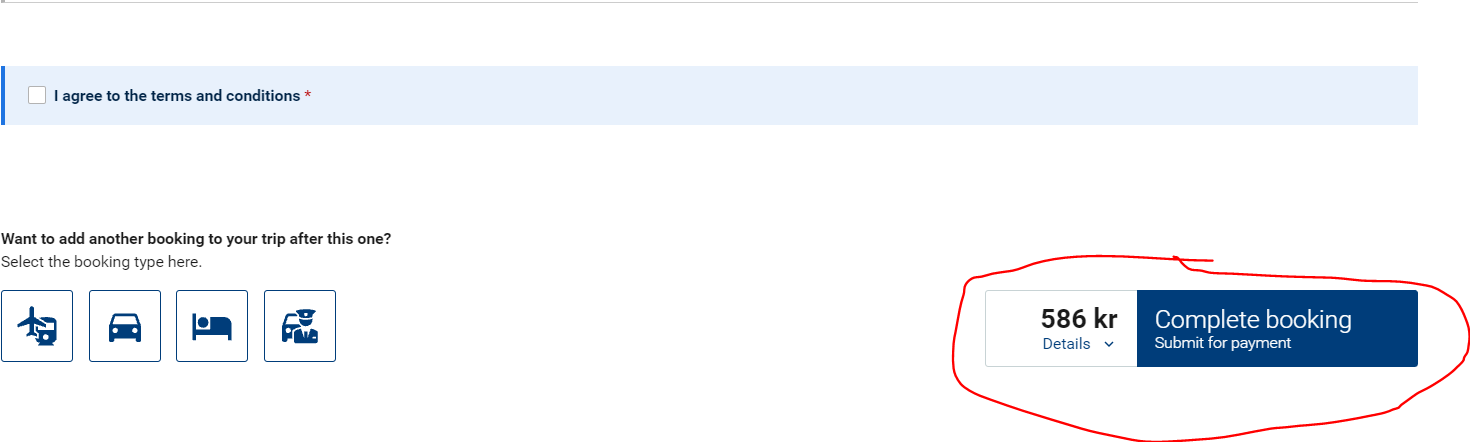 I agree to the terms and conditions *
Want to add another booking to your trip after this one?
Select the booking type here.
586 kr
Details
Complete booking
Submit for payment